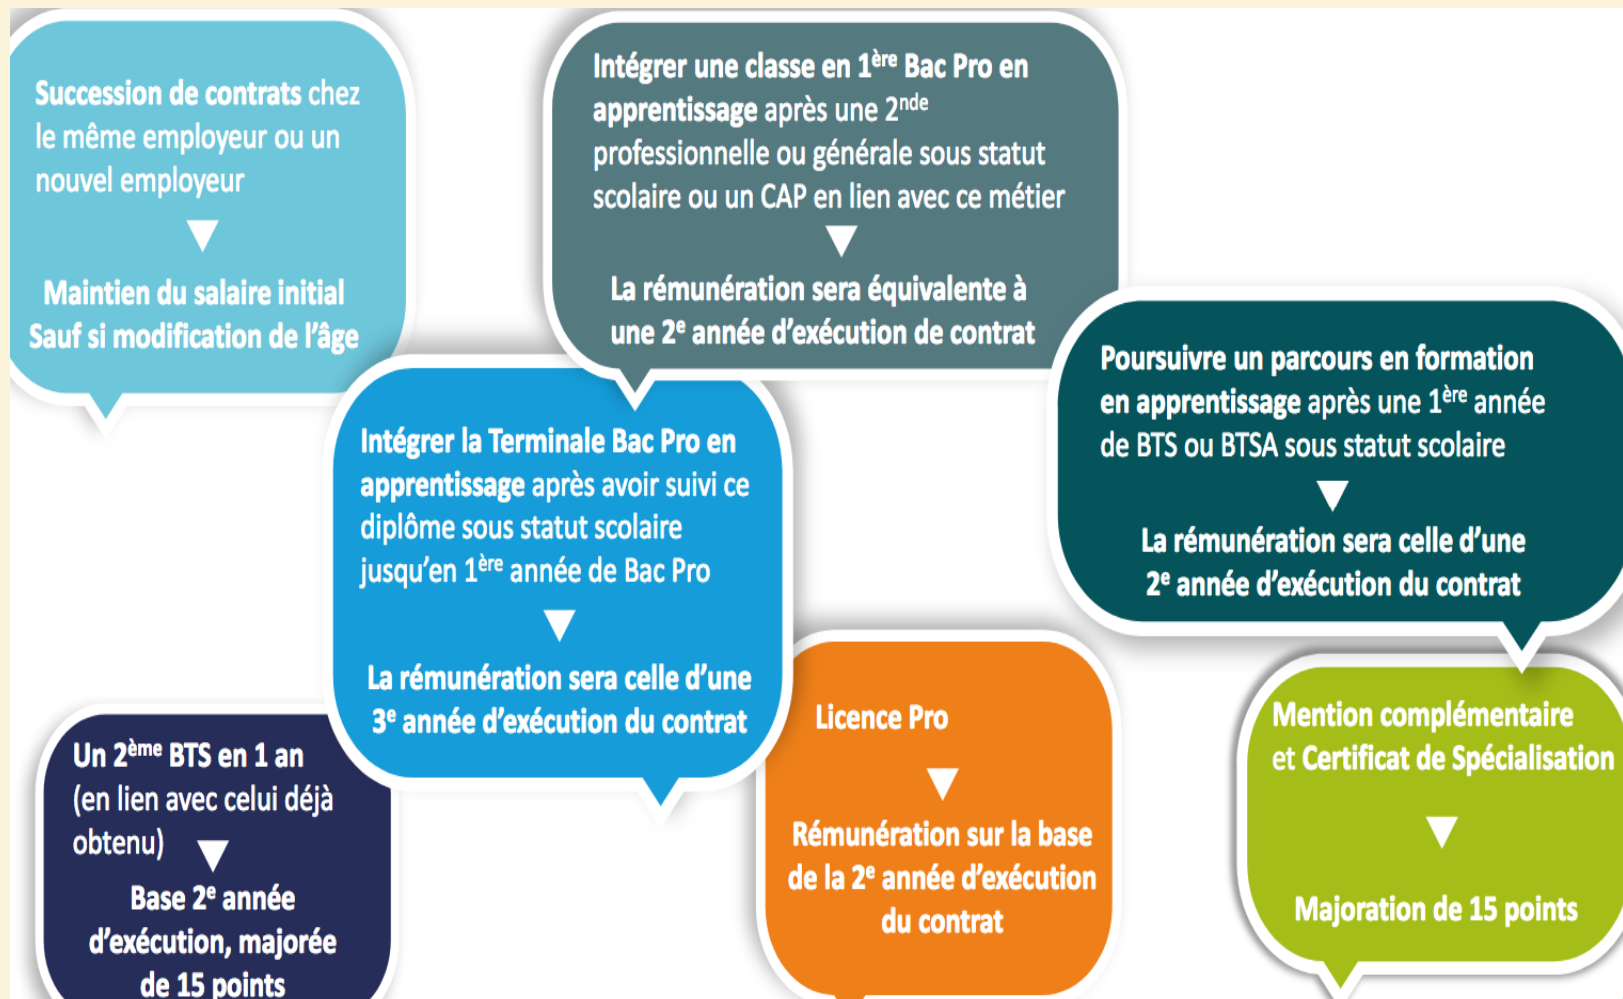 Succession de contrats chez
le même employeur ou un
nouvel employeur
Maintien du salaire initial
Sauf si modification de l’âge
Intégrer une classe en 1ère Bac Pro en
apprentissage après une 2nde
professionnelle ou générale sous statut
scolaire ou un CAP en lien avec ce métier
La rémunération sera équivalente à
une 2e année d’exécution de contrat
Poursuivre un parcours en formation
en apprentissage après une 1ère année
de BTS ou BTSA sous statut scolaire
La rémunération sera celle d’une
2e année d’exécution du contrat
Intégrer la Terminale Bac Pro en
apprentissage après avoir suivi ce
diplôme sous statut scolaire
jusqu’en 1ère année de Bac Pro
La rémunération sera celle d’une
3e année d’exécution du contrat
Un 2ème BTS en 1 an
(en lien avec celui déjà
obtenu)
Base 2e année
d’exécution, majorée
de 15 points
Licence Pro
Rémunération sur la base
de la 2e année d’exécution
du contrat
Mention complémentaire
et Certificat de Spécialisation
Majoration de 15 points